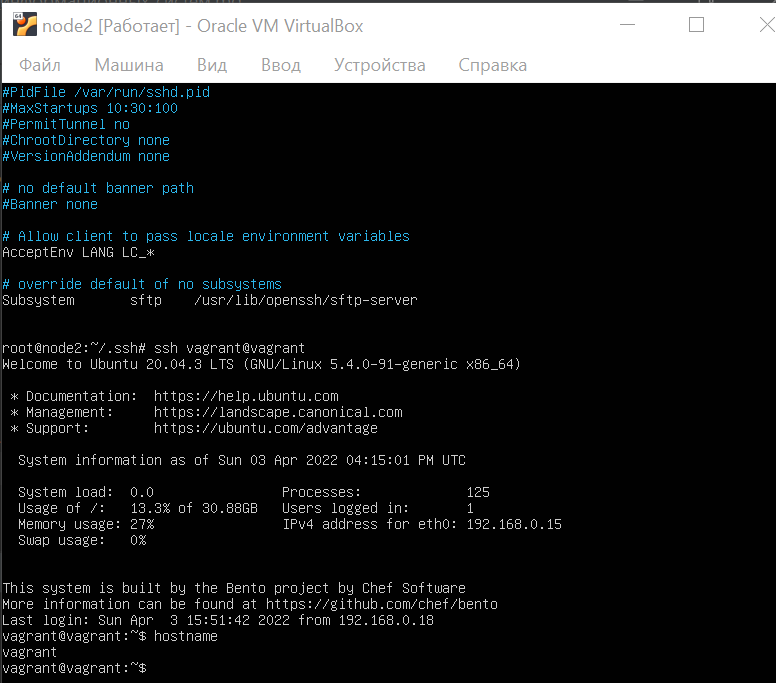 node2 [Работает] - Oracle VM VirtualBox
Файл Машина Вид Ввод Устройства Справка
#PidFile /var/run/sshd.pid
#MaxStartups 10:30:100
#PermitTunnel no
#ChrootDirectory none
#VersionAddendum none
# no default banner path
#Banner none
# Allow client to pass locale environment variables
AcceptEnv LANG LC_*
# override default of no subsystems
Subsystem       sftp    /usr/lib/openssh/sftp-server
root@node2:~/.ssh# ssh vagrant@vagrant
Welcome to Ubuntu 20.04.3 LTS (GNU/Linux 5.4.0-91-generic x86_64)
 * Documentation:  https://help.ubuntu.com
 * Management:     https://landscape.canonical.com
 * Support:        https://ubuntu.com/advantage
  System information as of Sun 03 Apr 2022 04:15:01 PM UTC
  System load:  0.0                Processes:             125
  Usage of /:   13.3% of 30.88GB   Users logged in:       1
  Memory usage: 27%                IPv4 address for eth0: 192.168.0.15
  Swap usage:   0%
This system is built by the Bento project by Chef Software
More information can be found at https://github.com/chef/bento
Last login: Sun Apr  3 15:51:42 2022 from 192.168.0.18
vagrant@vagrant:~$ hostname
vagrant
vagrant@vagrant:~$